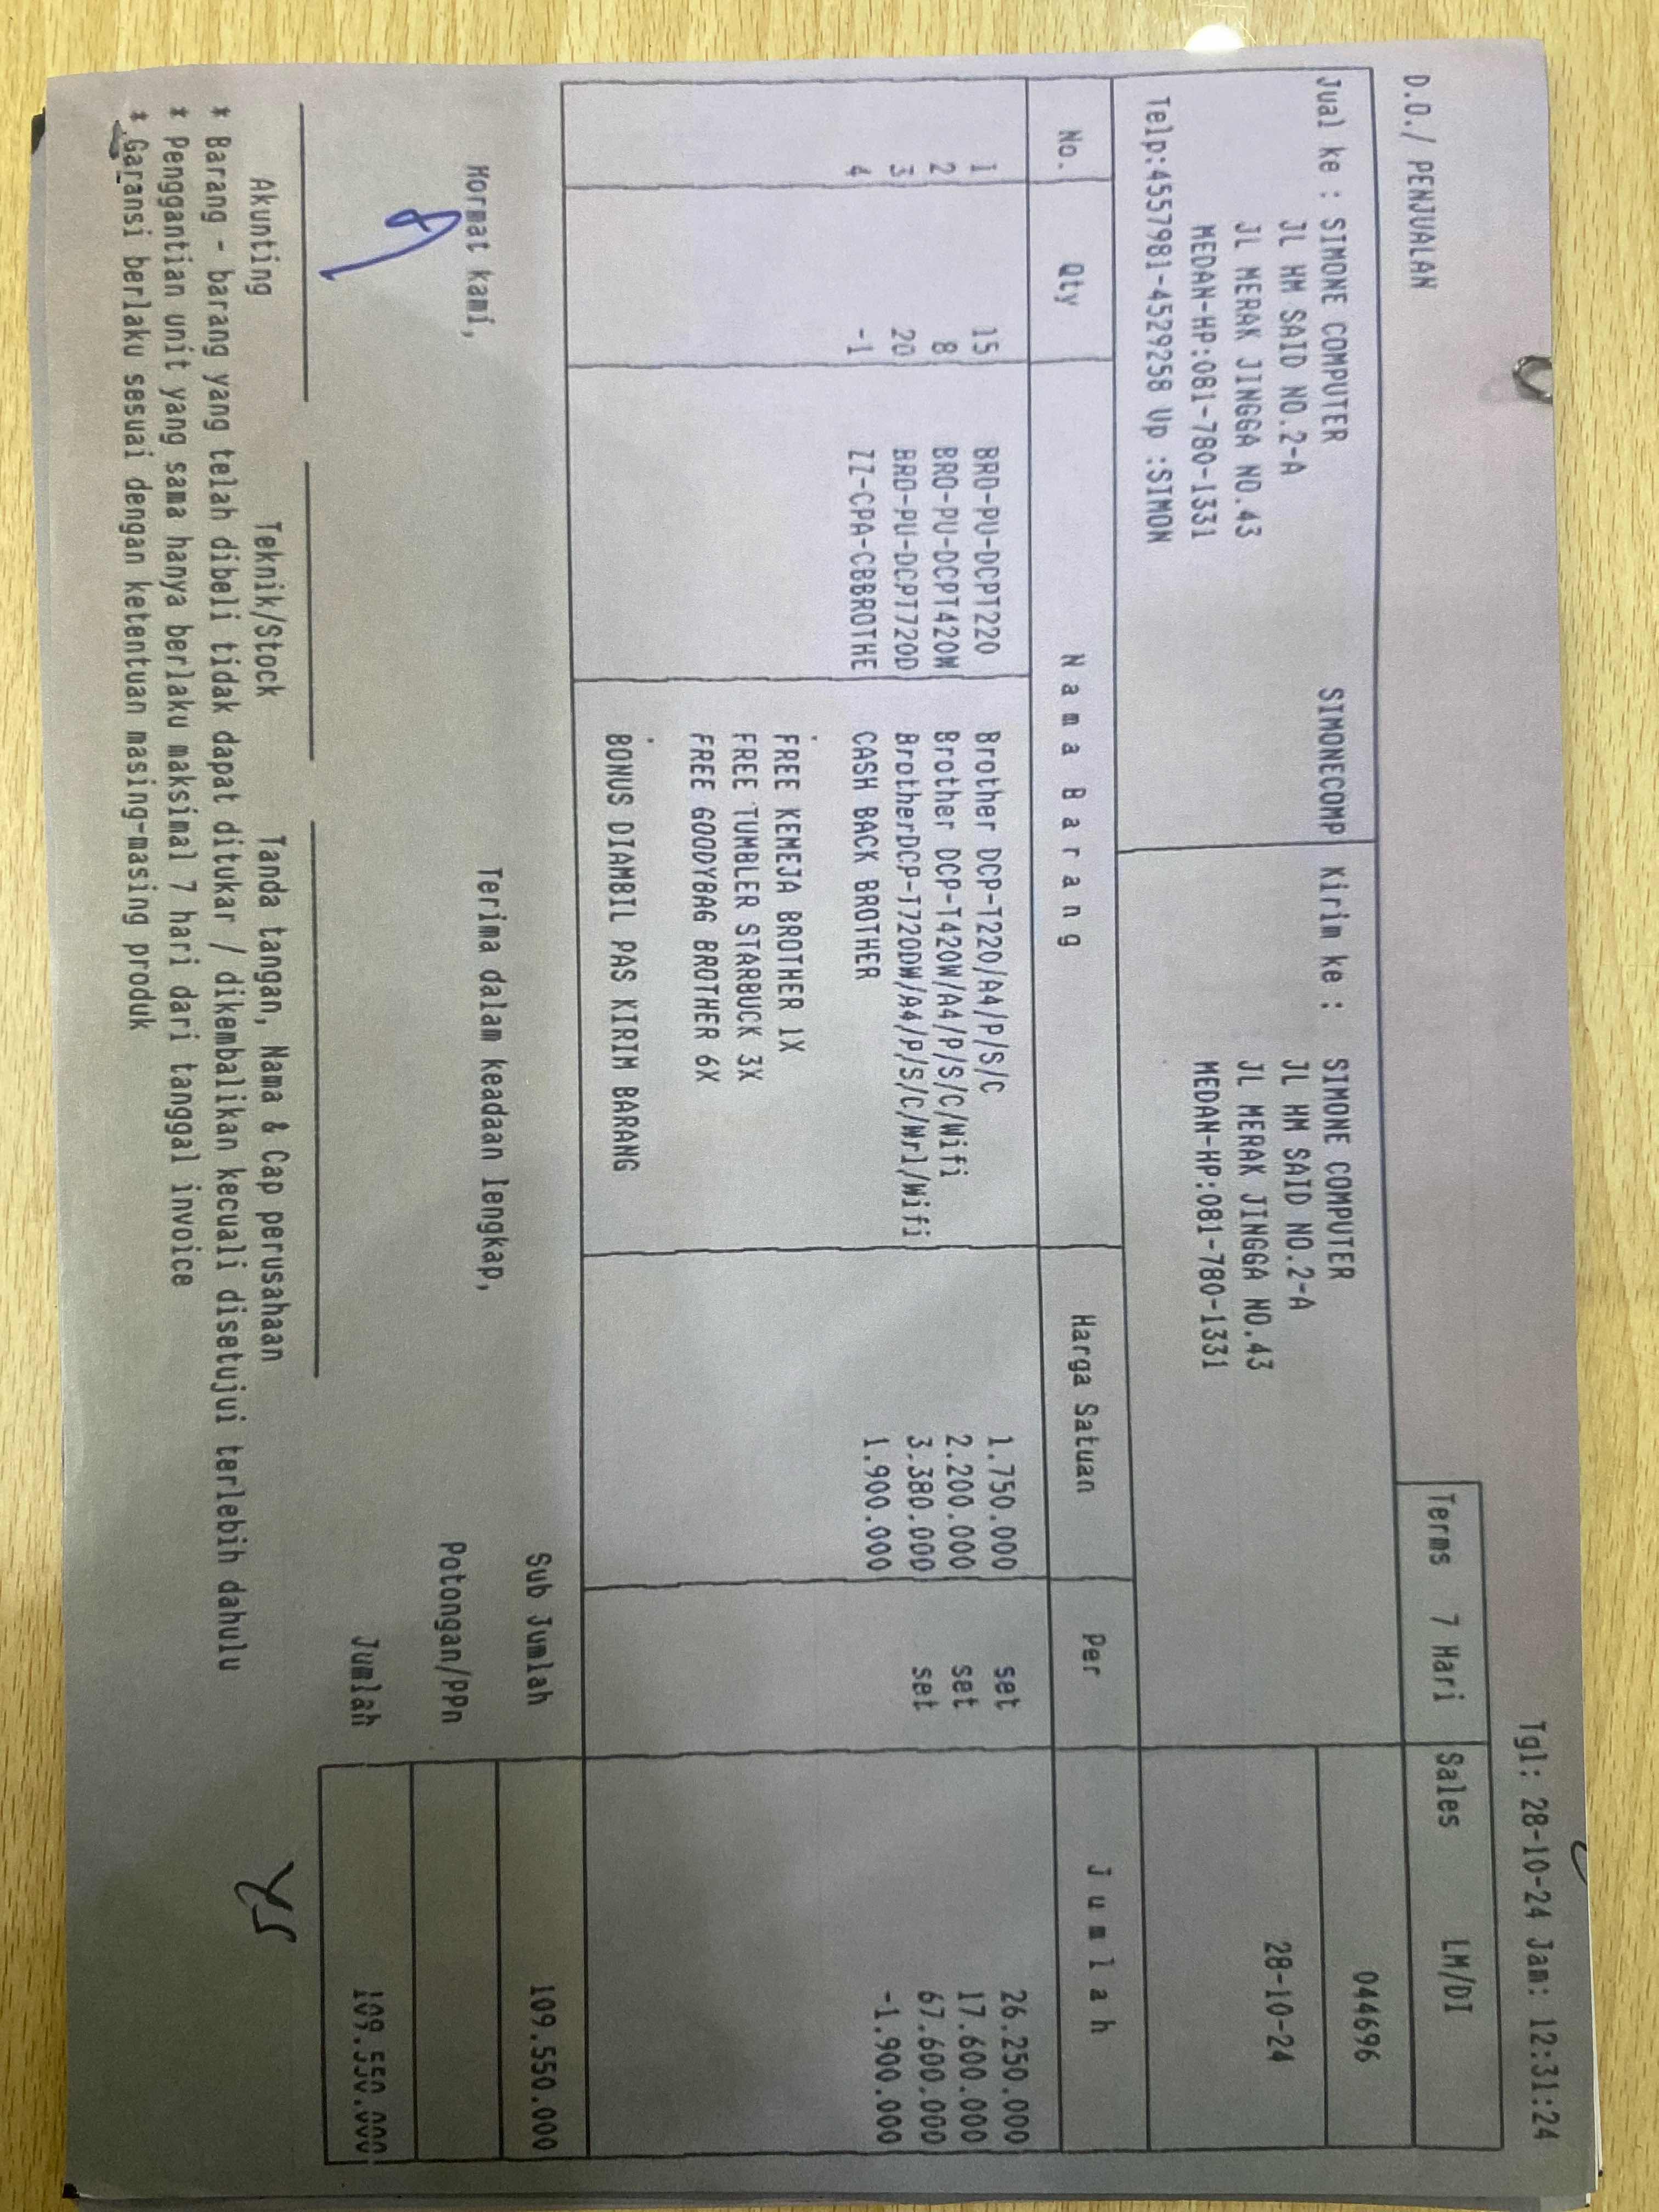 Tgl: 28-10-24 Jam: 12:31:24
D.O./ PENJUALAN
Terms 7 Hari Sales LM/DI
Jual ke : SIMONE COMPUTER SIMONECOMP Kirim ke : SIMONE COMPUTER 044696
JL HM SAID NO.2-A JL HM SAID NO.2-A
JL MERAK JINGGA NO.43 JL MERAK JINGGA NO.43 28-10-24
MEDAN-HP:081-780-1331 MEDAN-HP:081-780-1331
Telp:4557981-4529258 Up :SIMON
No. Qty N a m a B a r a n g Harga Satuan Per J u m l a h
1 15 BRO-PU-DCPT220 Brother DCP-T220/A4/P/S/C 1.750.000 set 26.250.000
2 8 BRO-PU-DCPT420W Brother DCP-T420W/A4/P/S/C/Wifi 2.200.000 set 17.600.000
3 20 BRO-PU-DCPT720D BrotherDCP-T720DW/A4/P/S/C/Wrl/Wifi 3.380.000 set 67.600.000
4 -1 ZZ-CPA-CBBROTHE CASH BACK BROTHER 1.900.000 -1.900.000
FREE KEMEJA BROTHER 1X
FREE TUMBLER STARBUCK 3X
FREE GOODYBAG BROTHER 6X
BONUS DIAMBIL PAS KIRIM BARANG
Sub Jumlah 109.550.000
Hormat kami, Terima dalam keadaan lengkap,
Potongan/PPn
Jumlah 109.550.000
Akunting Teknik/Stock Tanda tangan, Nama & Cap perusahaan
* Barang - barang yang telah dibeli tidak dapat ditukar / dikembalikan kecuali disetujui terlebih dahulu
* Penggantian unit yang sama hanya berlaku maksimal 7 hari dari tanggal invoice
* Garansi berlaku sesuai dengan ketentuan masing-masing produk